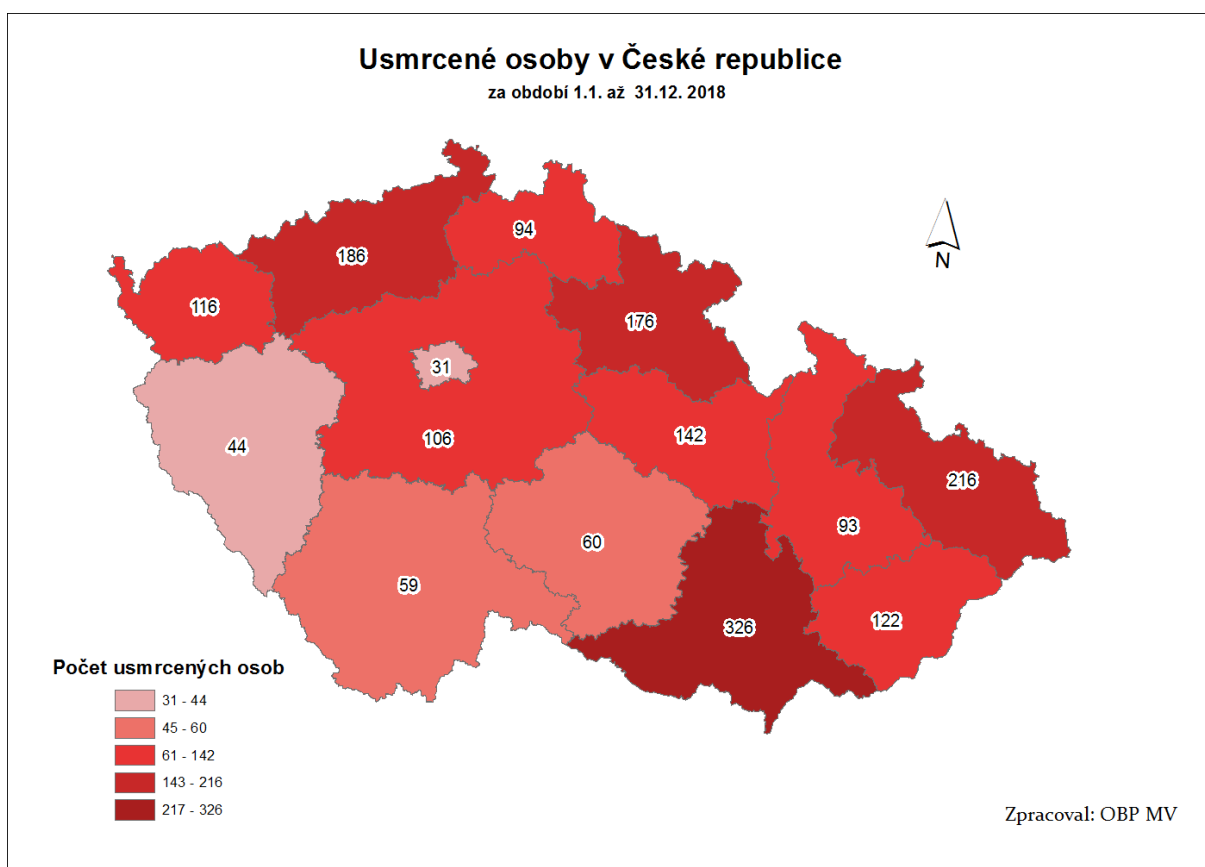 Usmrcené osoby v České republice
za období 1.1. až 31.12. 2018
94
186
116
176
31
44
106
142
216
93
60
59
122
326
N
Počet usmrcených osob
31 - 44
45 - 60
61 - 142
143 - 216
217 - 326
Zpracoval: OBP MV